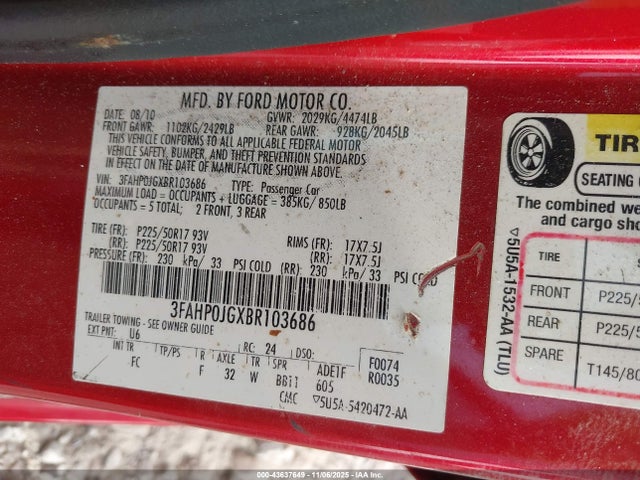 MFD. BY FORD MOTOR CO.
DATE: 08/10 GVWR: 2029KG/4474LB
FRONT GAWR: 1102KG/2429LB REAR GAWR: 928KG/2045LB
THIS VEHICLE CONFORMS TO ALL APPLICABLE FEDERAL MOTOR
VEHICLE SAFETY, BUMPER, AND THEFT PREVENTION STANDARDS
IN EFFECT ON THE DATE OF MANUFACTURE SHOWN ABOVE.
VIN: 3FAHP0JGXBR103686 TYPE: Passenger Car
MAXIMUM LOAD = OCCUPANTS + LUGGAGE = 385KG/850LB
OCCUPANTS = 5 TOTAL; 2 FRONT, 3 REAR
TIRE (FR): P225/50R17 93V RIMS (FR): 17X7.5J
(RR): P225/50R17 93V (RR): 17X7.5J
PRESSURE (FR): 230 kPa/ 33 PSI COLD (RR): 230 kPa/ 33 PSI COLD
3FAHP0JGXBR103686
TRAILER TOWING - SEE OWNER GUIDE
EXT PNT: U6 RC: 24 DSO: F0074
INT TR TP/PS R AXLE TR SPR ADETF R0035
FC F 32 W BB11 605
CMC ▽5U5A-5420472-AA
TIRE
SEATING
The combined
and cargo
▽5U5A-1532-AA (TLU)
TIRE
FRONT P225/
REAR P225/5
SPARE T145/80
00-43637649 - 11/06/2025 - IAA Inc.